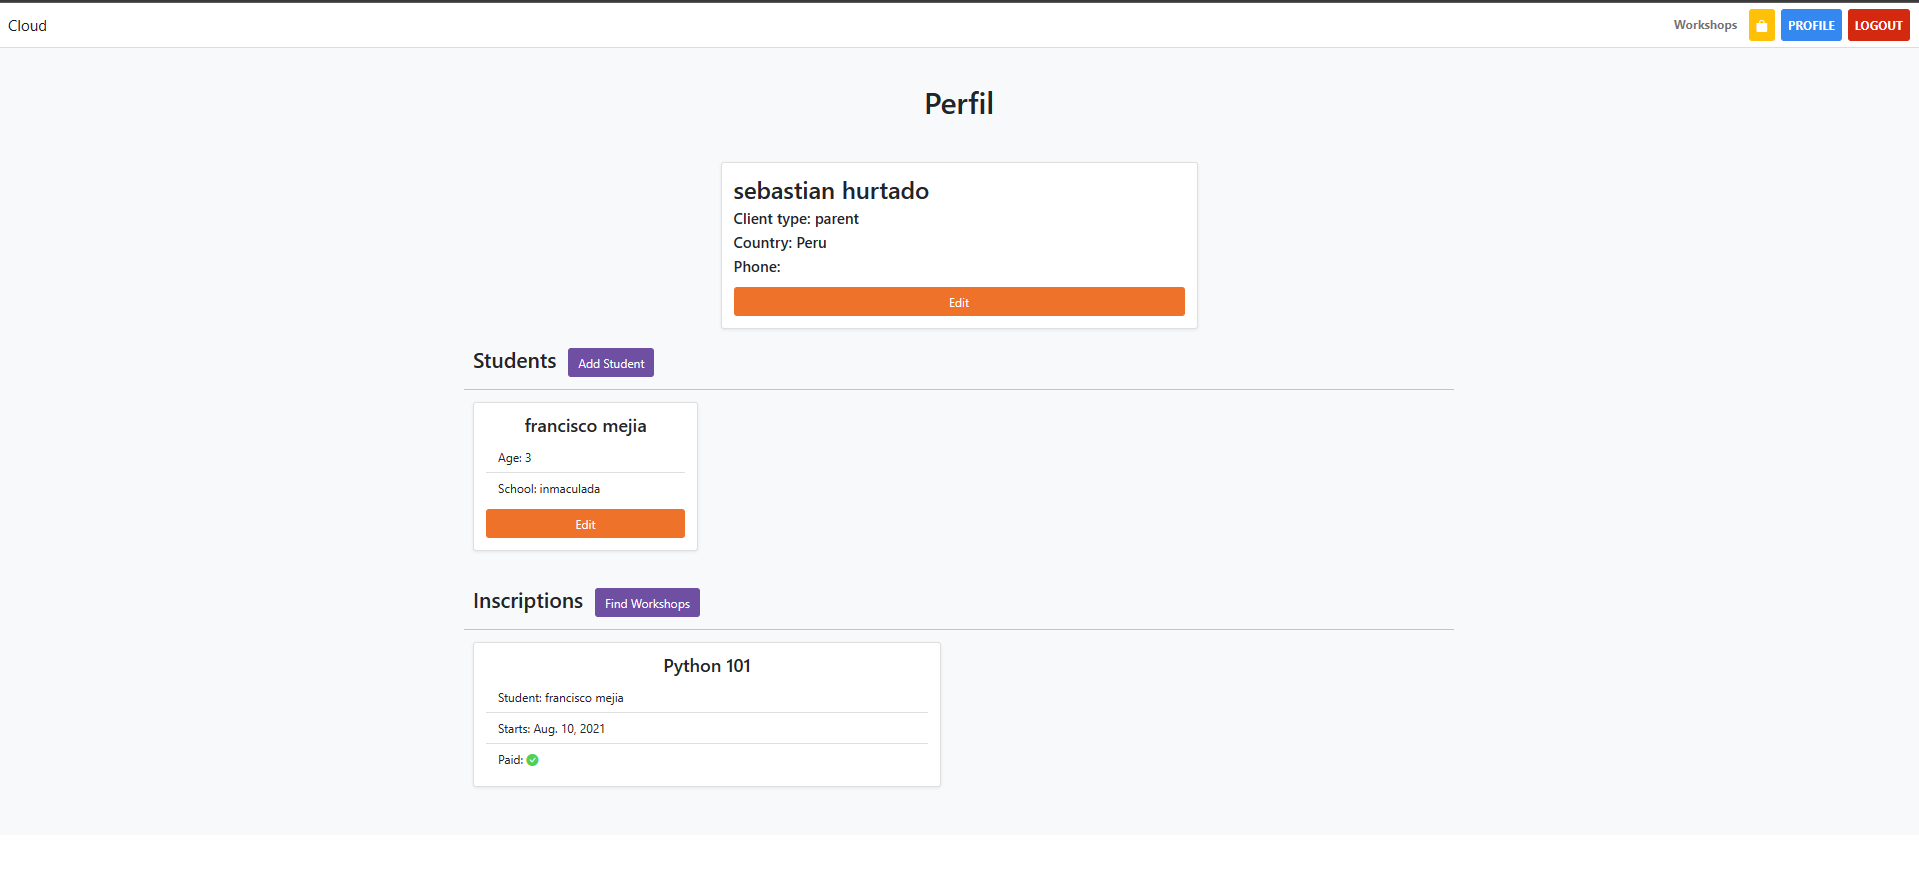 Cloud
Workshops
PROFILE
LOGOUT
Perfil
sebastian hurtado
Client type: parent
Country: Peru
Phone:
Edit
Students
Add Student
francisco mejia
Age: 3
School: inmaculada
Edit
Inscriptions
Find Workshops
Python 101
Student: francisco mejia
Starts: Aug. 10, 2021
Paid: